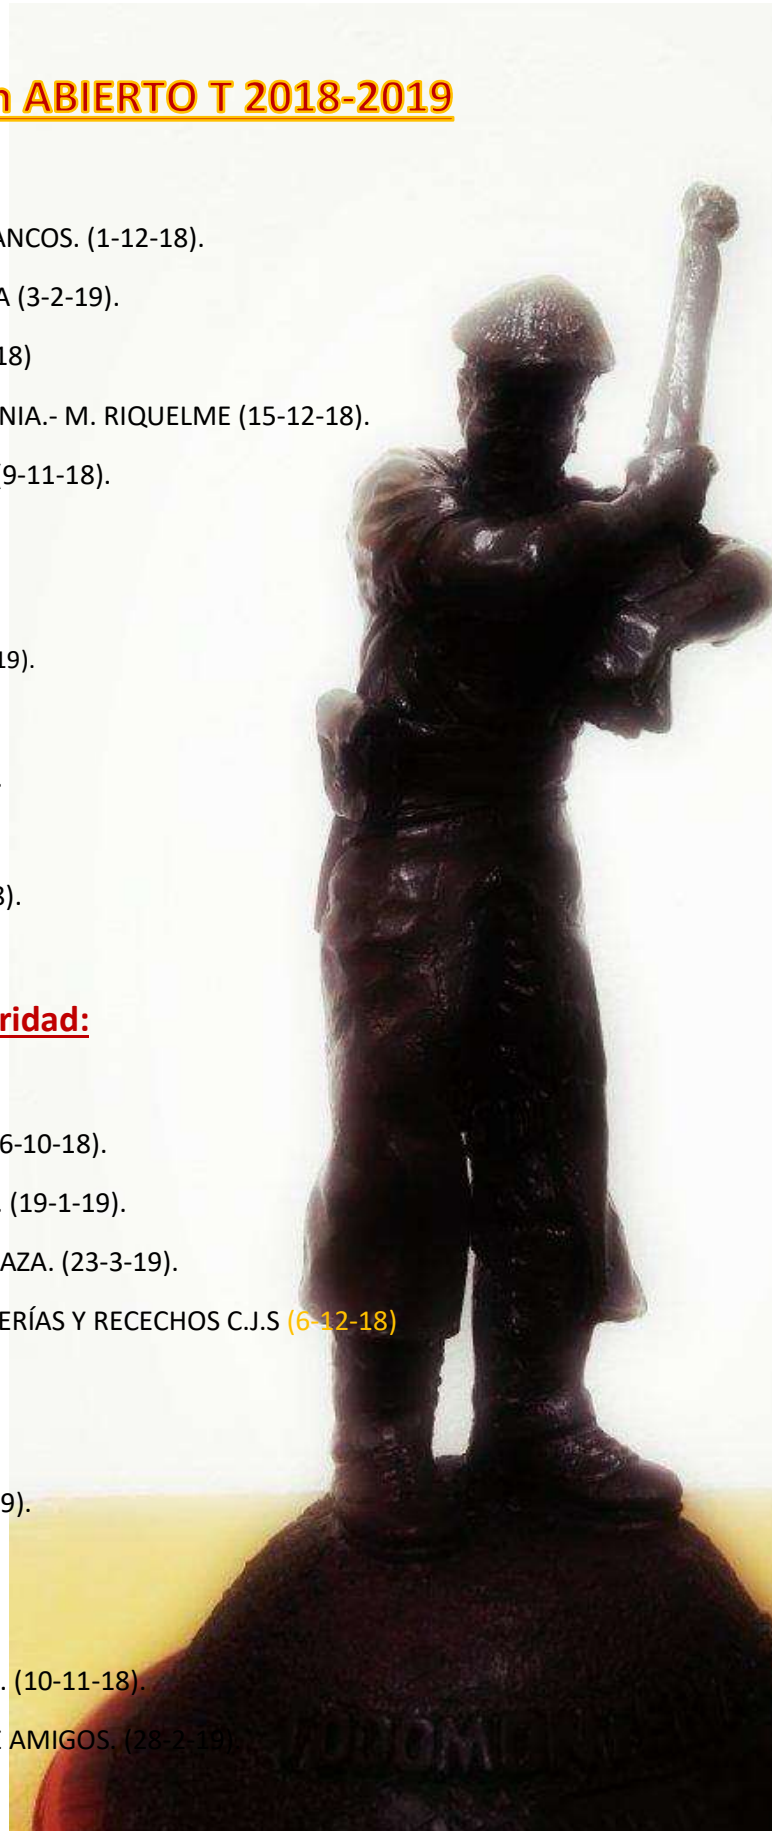 n ABIERTO T 2018-2019
ANCOS. (1-12-18).
A (3-2-19).
18)
NIA.- M. RIQUELME (15-12-18).
(9-11-18).
19).
.
8).
ridad:
6-10-18).
. (19-1-19).
AZA. (23-3-19).
ERÍAS Y RECECHOS C.J.S (6-12-18)
9).
. (10-11-18).
E AMIGOS. (28-2-19).